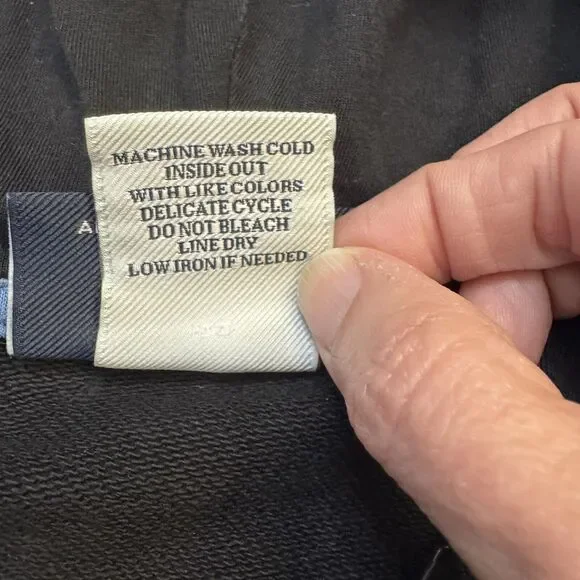 MACHINE WASH COLD
INSIDE OUT
WITH LIKE COLORS
DELICATE CYCLE
DO NOT BLEACH
LINE DRY
LOW IRON IF NEEDED
A